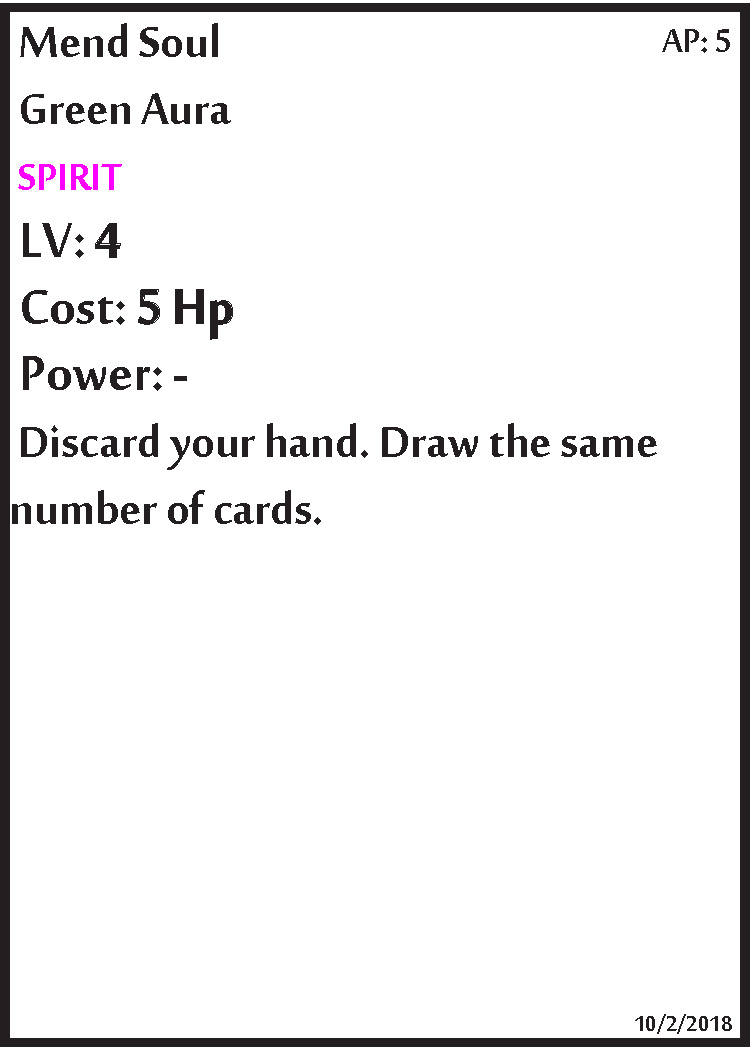 Mend Soul
AP: 5
Green Aura
SPIRIT
LV: 4
Cost: 5 Hp
Power: -
Discard your hand. Draw the same
number of cards.
10/2/2018